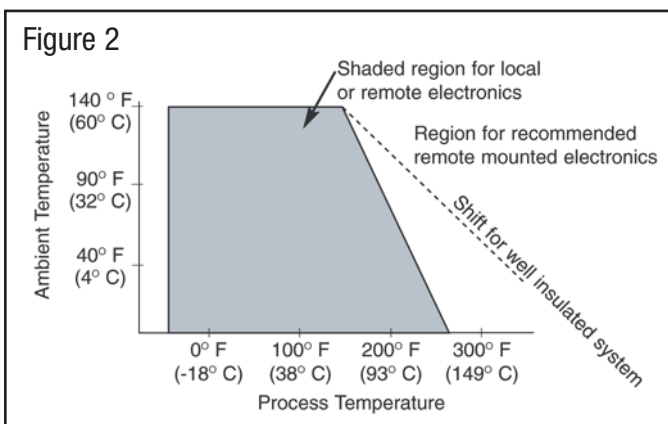 Figure 2
Shaded region for local
or remote electronics
Region for recommended
remote mounted electronics
Shift for well insulated system
Ambient Temperature
140 ° F
(60° C)
90° F
(32° C)
40° F
(4° C)
0° F
(-18° C)
100° F
(38° C)
200° F
(93° C)
300° F
(149° C)
Process Temperature